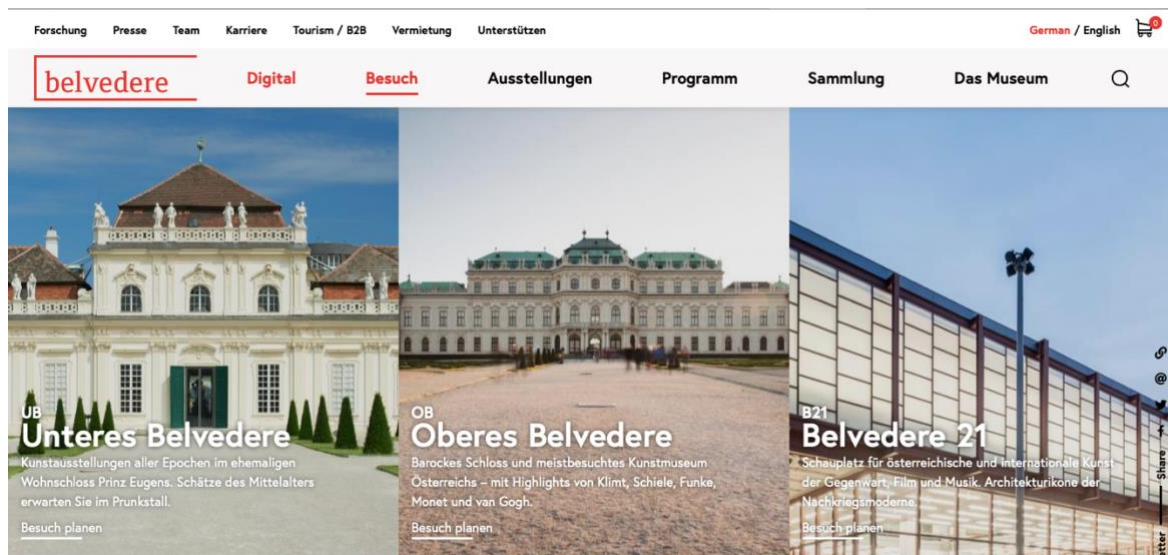 Forschung Presse Team Karriere Tourism / B2B Vermietung Unterstützen German / English 0
belvedere Digital Besuch Ausstellungen Programm Sammlung Das Museum
UB
Unteres Belvedere
Kunstausstellungen aller Epochen im ehemaligen
Wohnschloss Prinz Eugens. Schätze des Mittelalters
erwarten Sie im Prunkstall.
Besuch planen
OB
Oberes Belvedere
Barockes Schloss und meistbesuchtes Kunstmuseum
Österreichs – mit Highlights von Klimt, Schiele, Funke,
Monet und van Gogh.
Besuch planen
B21
Belvedere 21
Schauplatz für österreichische und internationale Kunst
der Gegenwart, Film und Musik. Architekturikone der
Nachkriegsmoderne.
Besuch planen
Share